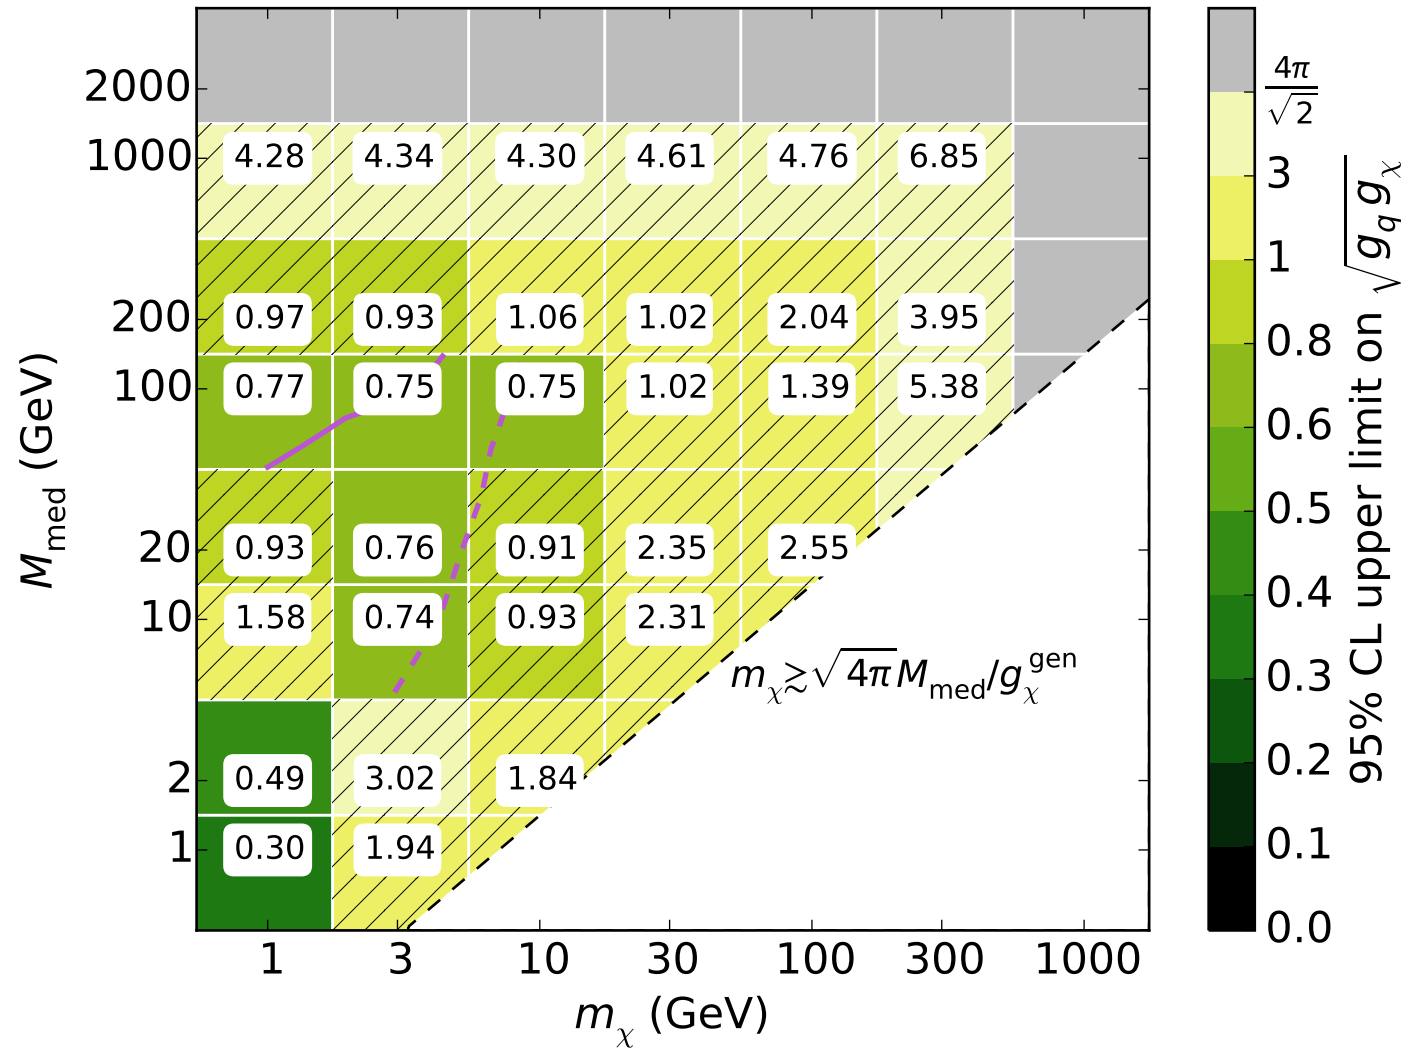 2000
4π/√2
1000 4.28 4.34 4.30 4.61 4.76 6.85
3
1
200 0.97 0.93 1.06 1.02 2.04 3.95
0.8
100 0.77 0.75 0.75 1.02 1.39 5.38
0.6
0.5
20 0.93 0.76 0.91 2.35 2.55
0.4
10 1.58 0.74 0.93 2.31
m_χ ≳ √4π M_med/g_χ^gen
0.3
2 0.49 3.02 1.84
0.2
1 0.30 1.94
0.1
0.0
1 3 10 30 100 300 1000
m_χ (GeV)
M_med (GeV)
95% CL upper limit on √g_q g_χ